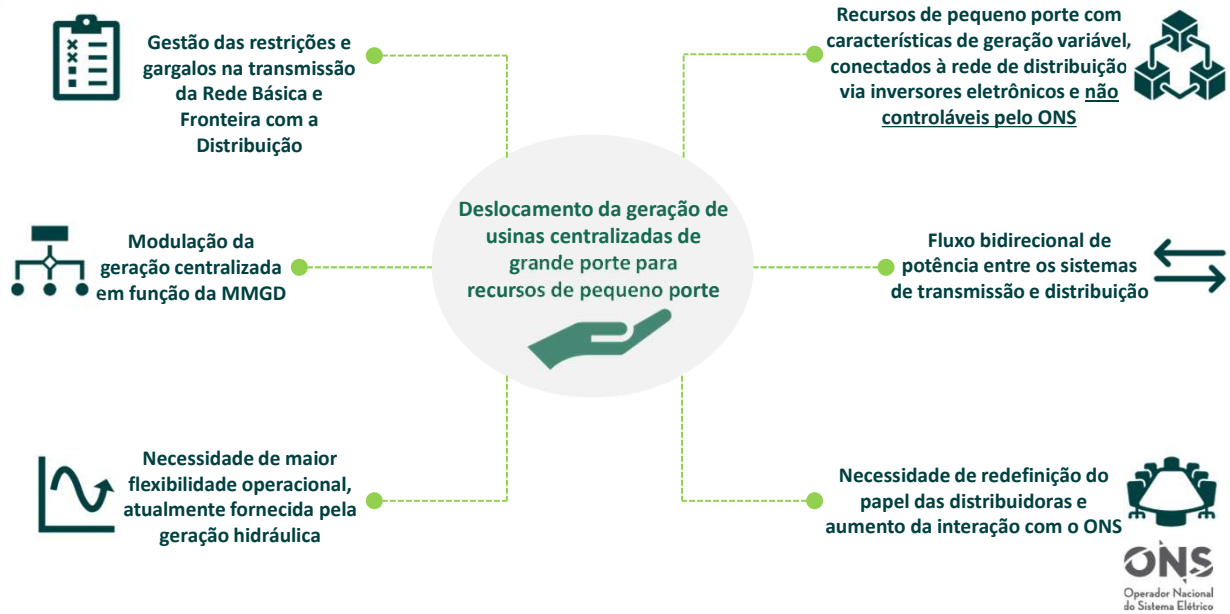 Gestão das restrições e
gargalos na transmissão
da Rede Básica e
Fronteira com a
Distribuição
Recursos de pequeno porte com
características de geração variável,
conectados à rede de distribuição
via inversores eletrônicos e não
controláveis pelo ONS
Deslocamento da geração de
usinas centralizadas de
grande porte para
recursos de pequeno porte
Modulação da
geração centralizada
em função da MMGD
Fluxo bidirecional de
potência entre os sistemas
de transmissão e distribuição
Necessidade de maior
flexibilidade operacional,
atualmente fornecida pela
geração hidráulica
Necessidade de redefinição do
papel das distribuidoras e
aumento da interação com o ONS
ONS
Operador Nacional
do Sistema Elétrico